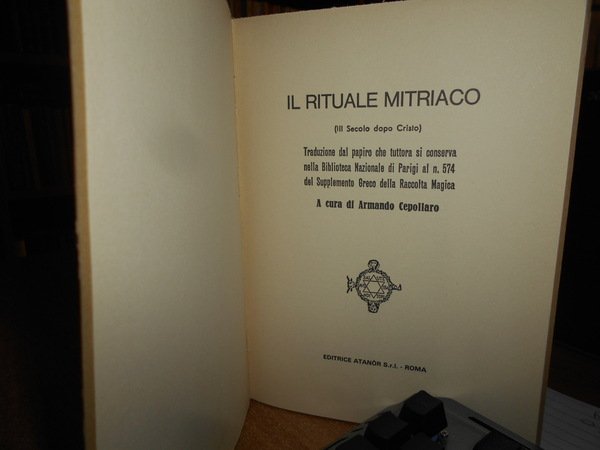 IL RITUALE MITRIACO
(III Secolo dopo Cristo)
Traduzione dal papiro che tuttora si conserva
nella Biblioteca Nazionale di Parigi al n. 574
del Supplemento Greco della Raccolta Magica
A cura di Armando Cepollaro
EDITRICE ATANÒR S.r.l. - ROMA